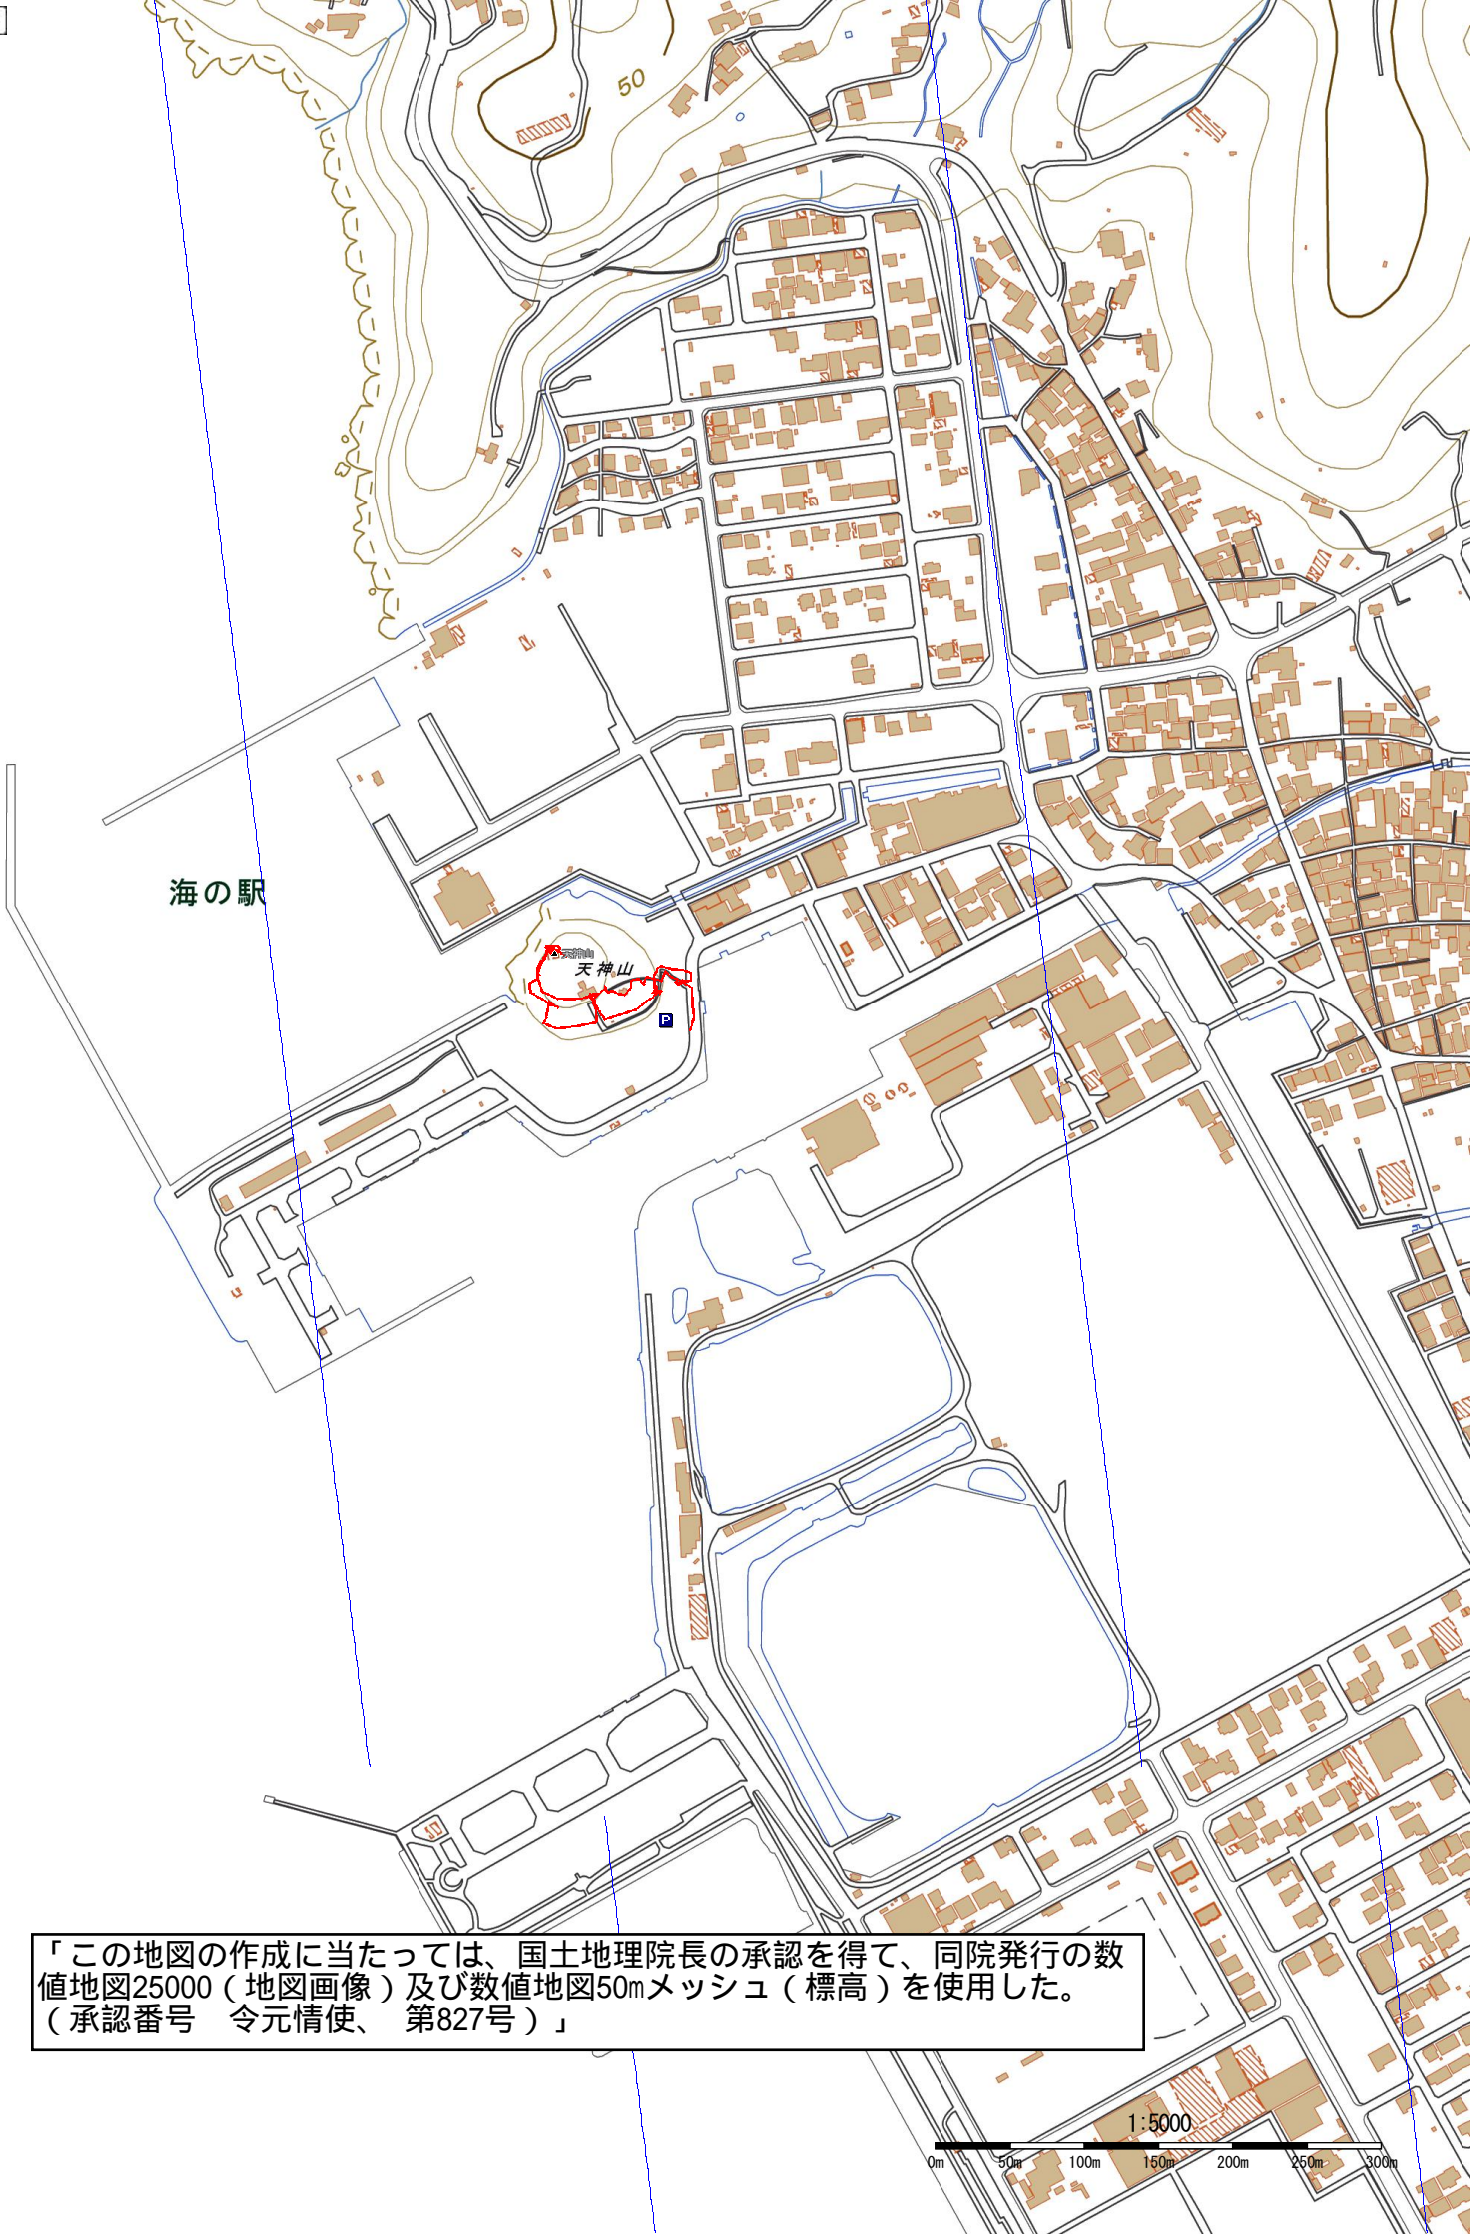 50
海の駅
天神山
天神山
P
「この地図の作成に当たっては、国土地理院長の承認を得て、同院発行の数
値地図25000（地図画像）及び数値地図50mメッシュ（標高）を使用した。
（承認番号　令元情使、　第827号）」
1:5000
0m 50m 100m 150m 200m 250m 300m